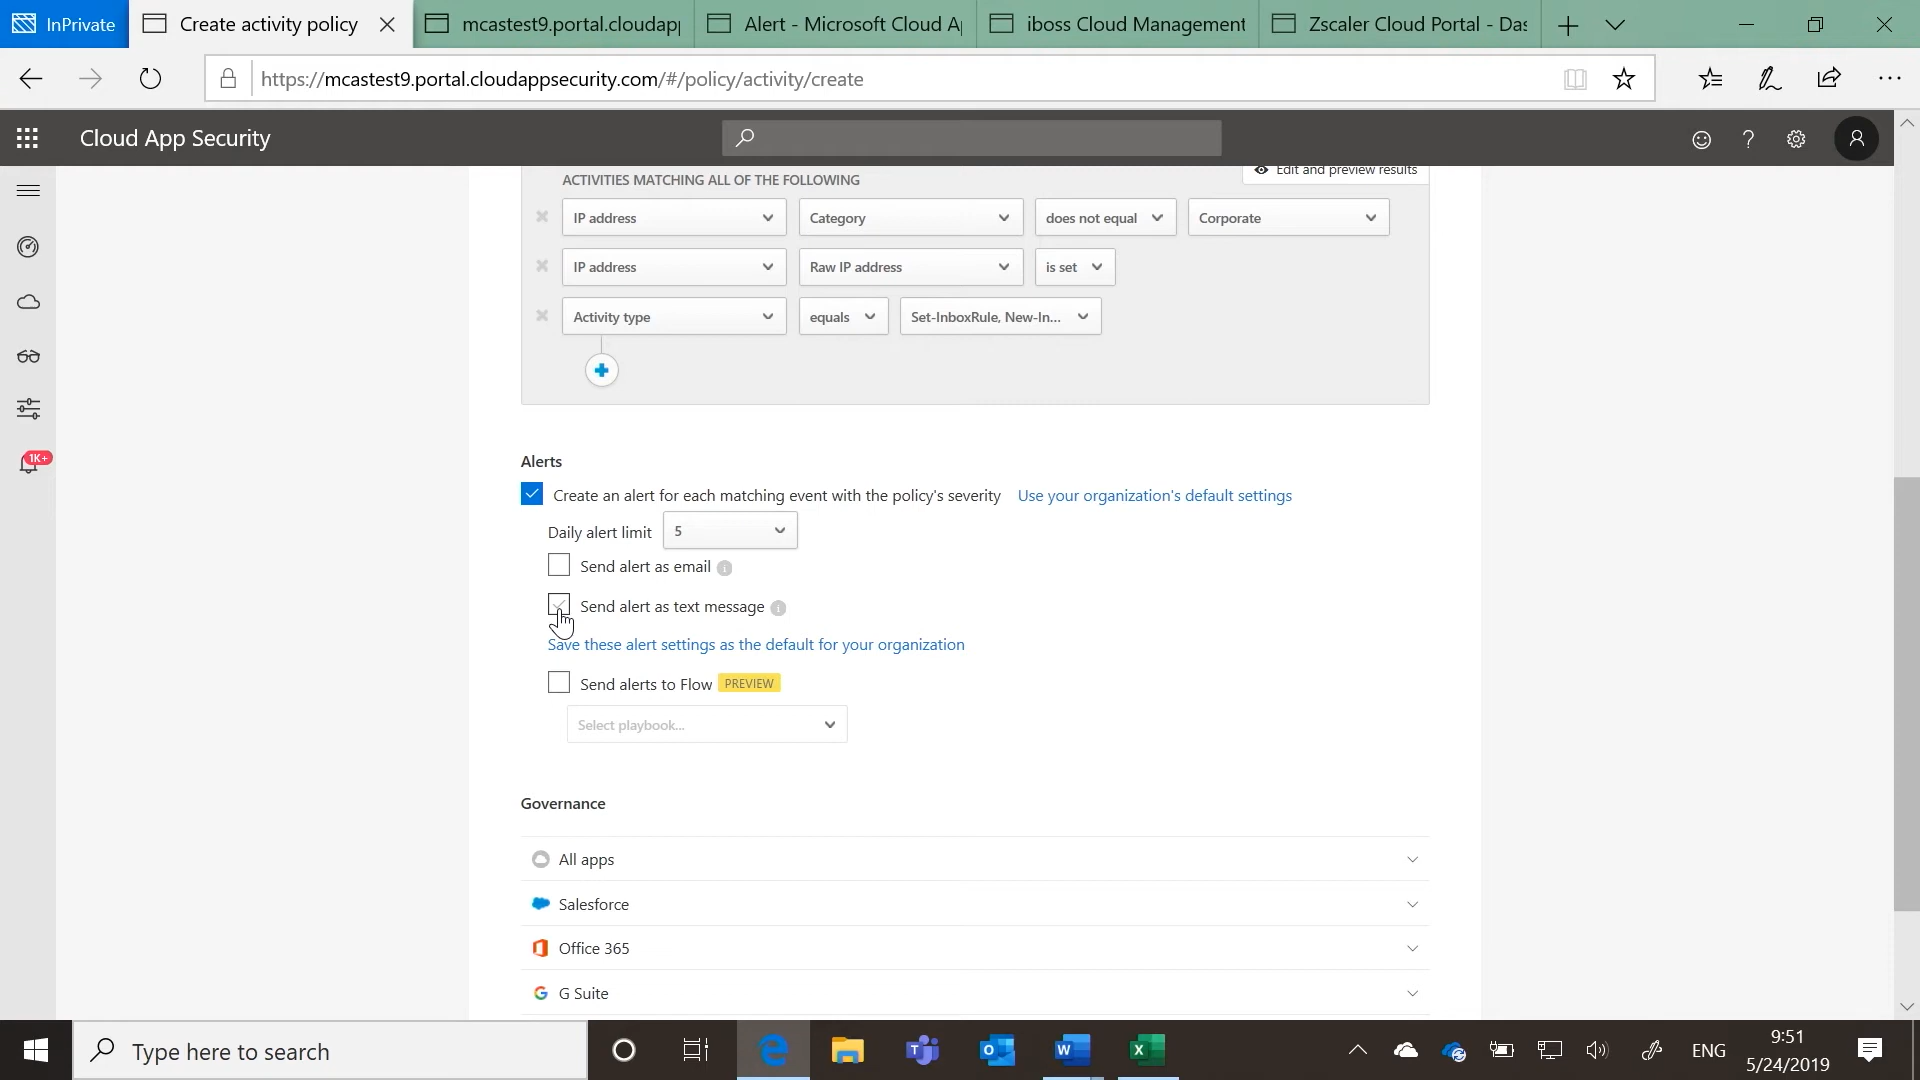 InPrivate
Create activity policy
mcastest9.portal.cloudapp
Alert - Microsoft Cloud A
iboss Cloud Management
Zscaler Cloud Portal - Das
https://mcastest9.portal.cloudappsecurity.com/#/policy/activity/create
Cloud App Security
ACTIVITIES MATCHING ALL OF THE FOLLOWING
Edit and preview results
IP address Category does not equal Corporate
IP address Raw IP address is set
Activity type equals Set-InboxRule, New-In...
1K+
Alerts
Create an alert for each matching event with the policy's severity Use your organization's default settings
Daily alert limit 5
Send alert as email
Send alert as text message
Save these alert settings as the default for your organization
Send alerts to Flow PREVIEW
Select playbook...
Governance
All apps
Salesforce
Office 365
G Suite
Type here to search
ENG
9:51
5/24/2019